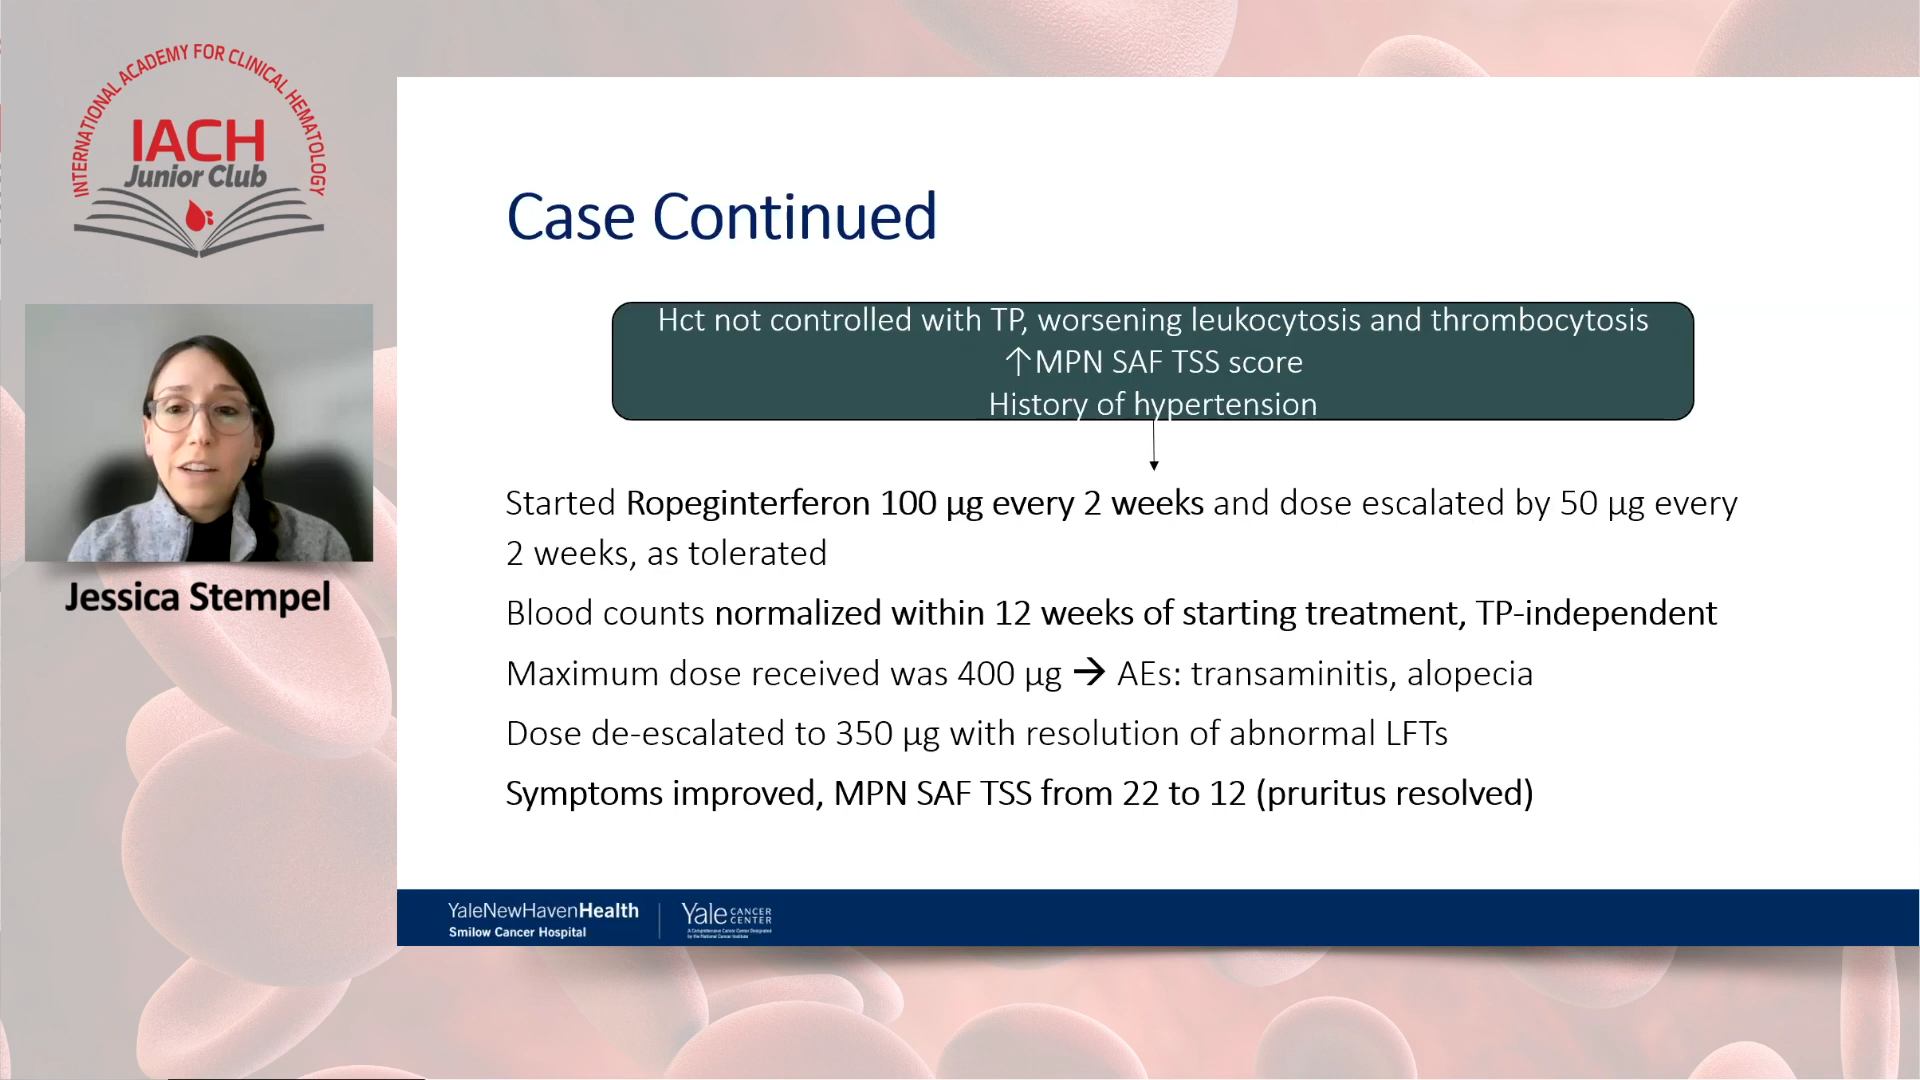 INTERNATIONAL ACADEMY FOR CLINICAL HEMATOLOGY
IACH
Junior Club
Jessica Stempel
Case Continued
Hct not controlled with TP, worsening leukocytosis and thrombocytosis
↑MPN SAF TSS score
History of hypertension
Started Ropeginterferon 100 µg every 2 weeks and dose escalated by 50 µg every
2 weeks, as tolerated
Blood counts normalized within 12 weeks of starting treatment, TP-independent
Maximum dose received was 400 µg → AEs: transaminitis, alopecia
Dose de-escalated to 350 µg with resolution of abnormal LFTs
Symptoms improved, MPN SAF TSS from 22 to 12 (pruritus resolved)
YaleNewHavenHealth
Smilow Cancer Hospital
Yale CANCER CENTER
A Comprehensive Cancer Center Designated
by the National Cancer Institute